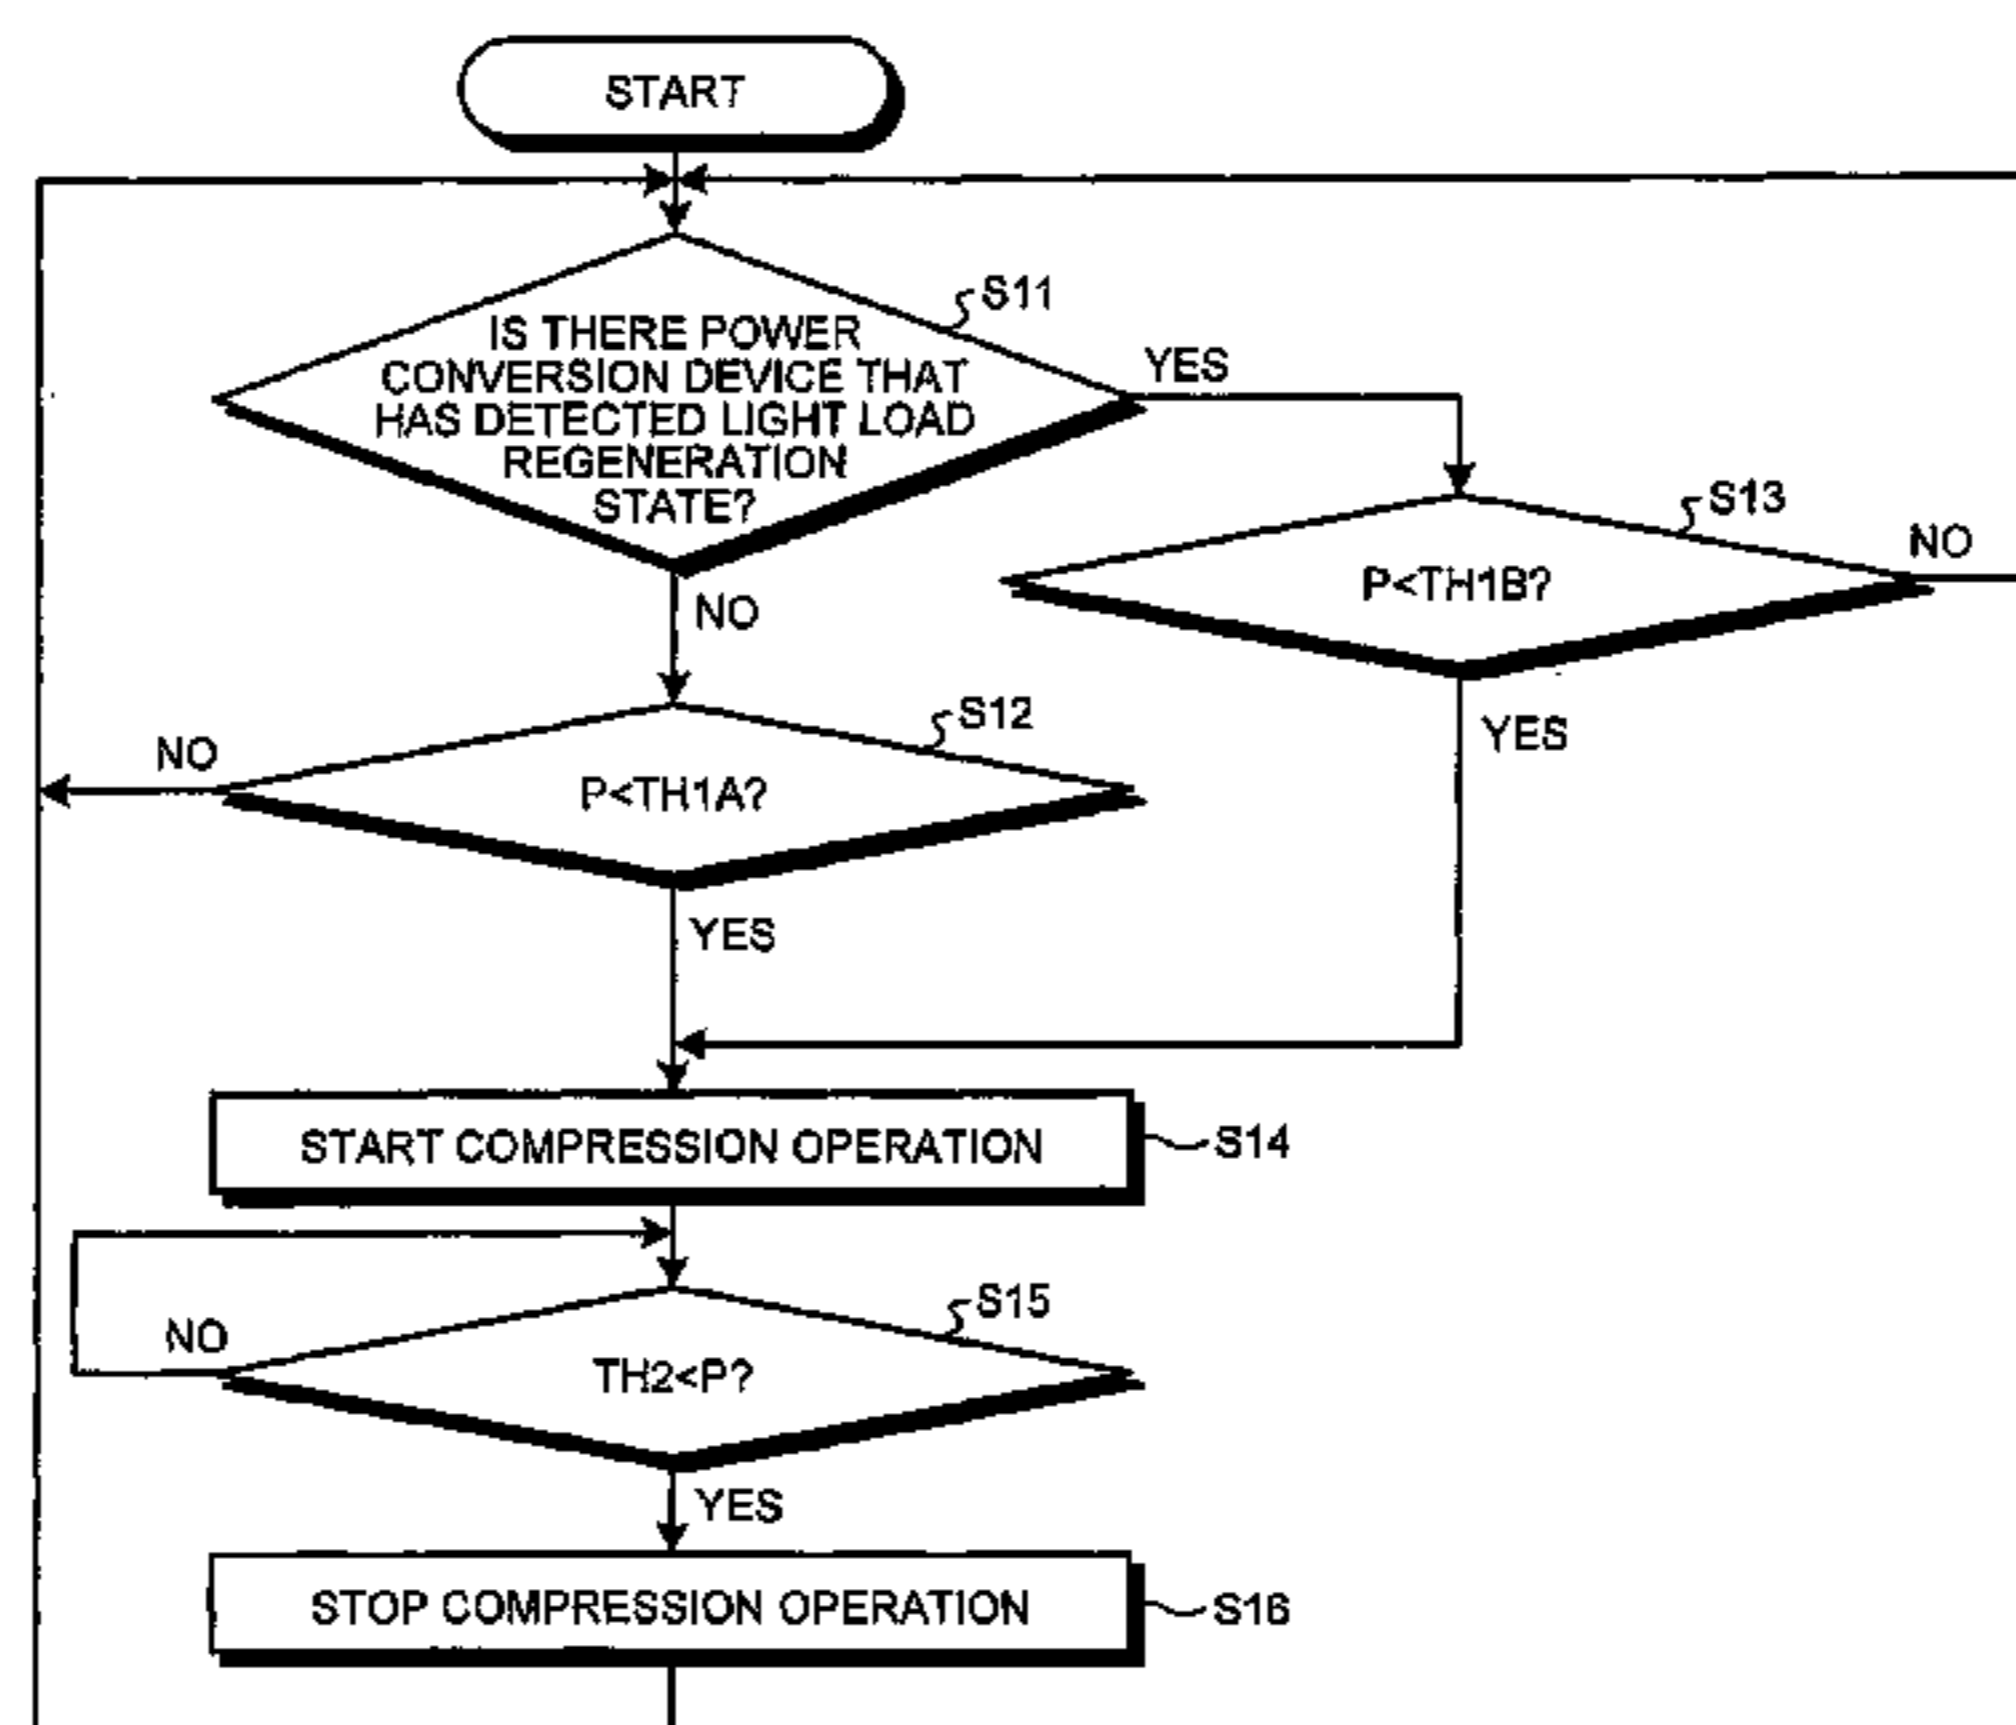 START
S11
IS THERE POWER
CONVERSION DEVICE THAT
HAS DETECTED LIGHT LOAD
REGENERATION
STATE?
YES
NO
S13
P<TH1B?
NO
YES
S12
P<TH1A?
NO
YES
START COMPRESSION OPERATION
S14
S15
TH2<P?
NO
YES
STOP COMPRESSION OPERATION
S16